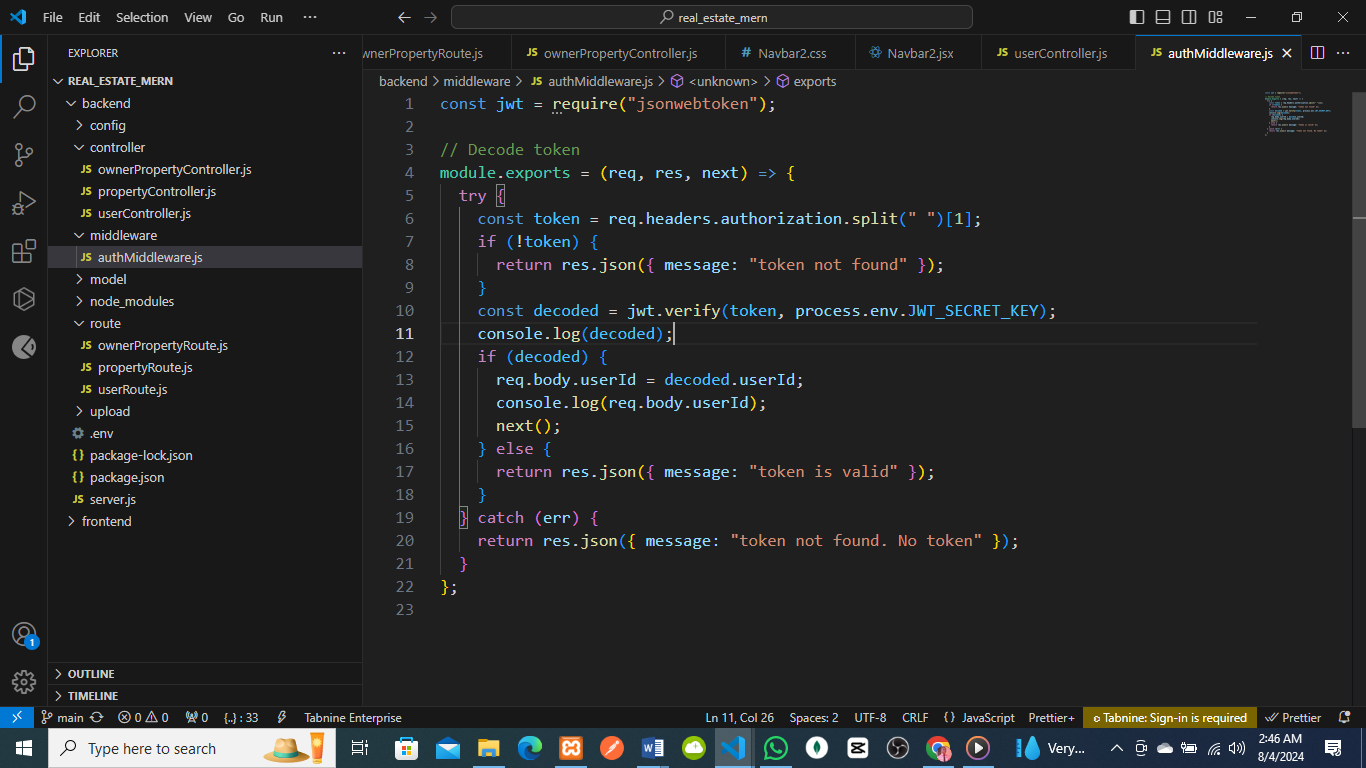 File Edit Selection View Go Run ··· real_estate_mern
EXPLORER ···
REAL_ESTATE_MERN
backend
config
controller
JS ownerPropertyController.js
JS propertyController.js
JS userController.js
middleware
JS authMiddleware.js
model
node_modules
route
JS ownerPropertyRoute.js
JS propertyRoute.js
JS userRoute.js
upload
.env
{} package-lock.json
{} package.json
JS server.js
frontend
OUTLINE
TIMELINE
wnerPropertyRoute.js JS ownerPropertyController.js # Navbar2.css Navbar2.jsx JS userController.js JS authMiddleware.js
backend > middleware > JS authMiddleware.js > <unknown> > exports
1 const jwt = require("jsonwebtoken");
2
3 // Decode token
4 module.exports = (req, res, next) => {
5 try {
6 const token = req.headers.authorization.split(" ")[1];
7 if (!token) {
8 return res.json({ message: "token not found" });
9 }
10 const decoded = jwt.verify(token, process.env.JWT_SECRET_KEY);
11 console.log(decoded);
12 if (decoded) {
13 req.body.userId = decoded.userId;
14 console.log(req.body.userId);
15 next();
16 } else {
17 return res.json({ message: "token is valid" });
18 }
19 } catch (err) {
20 return res.json({ message: "token not found. No token" });
21 }
22 };
23
1
main 0 0 0 {..} : 33 Tabnine Enterprise Ln 11, Col 26 Spaces: 2 UTF-8 CRLF {} JavaScript Prettier+ Tabnine: Sign-in is required Prettier
Type here to search Very... 2:46 AM
8/4/2024